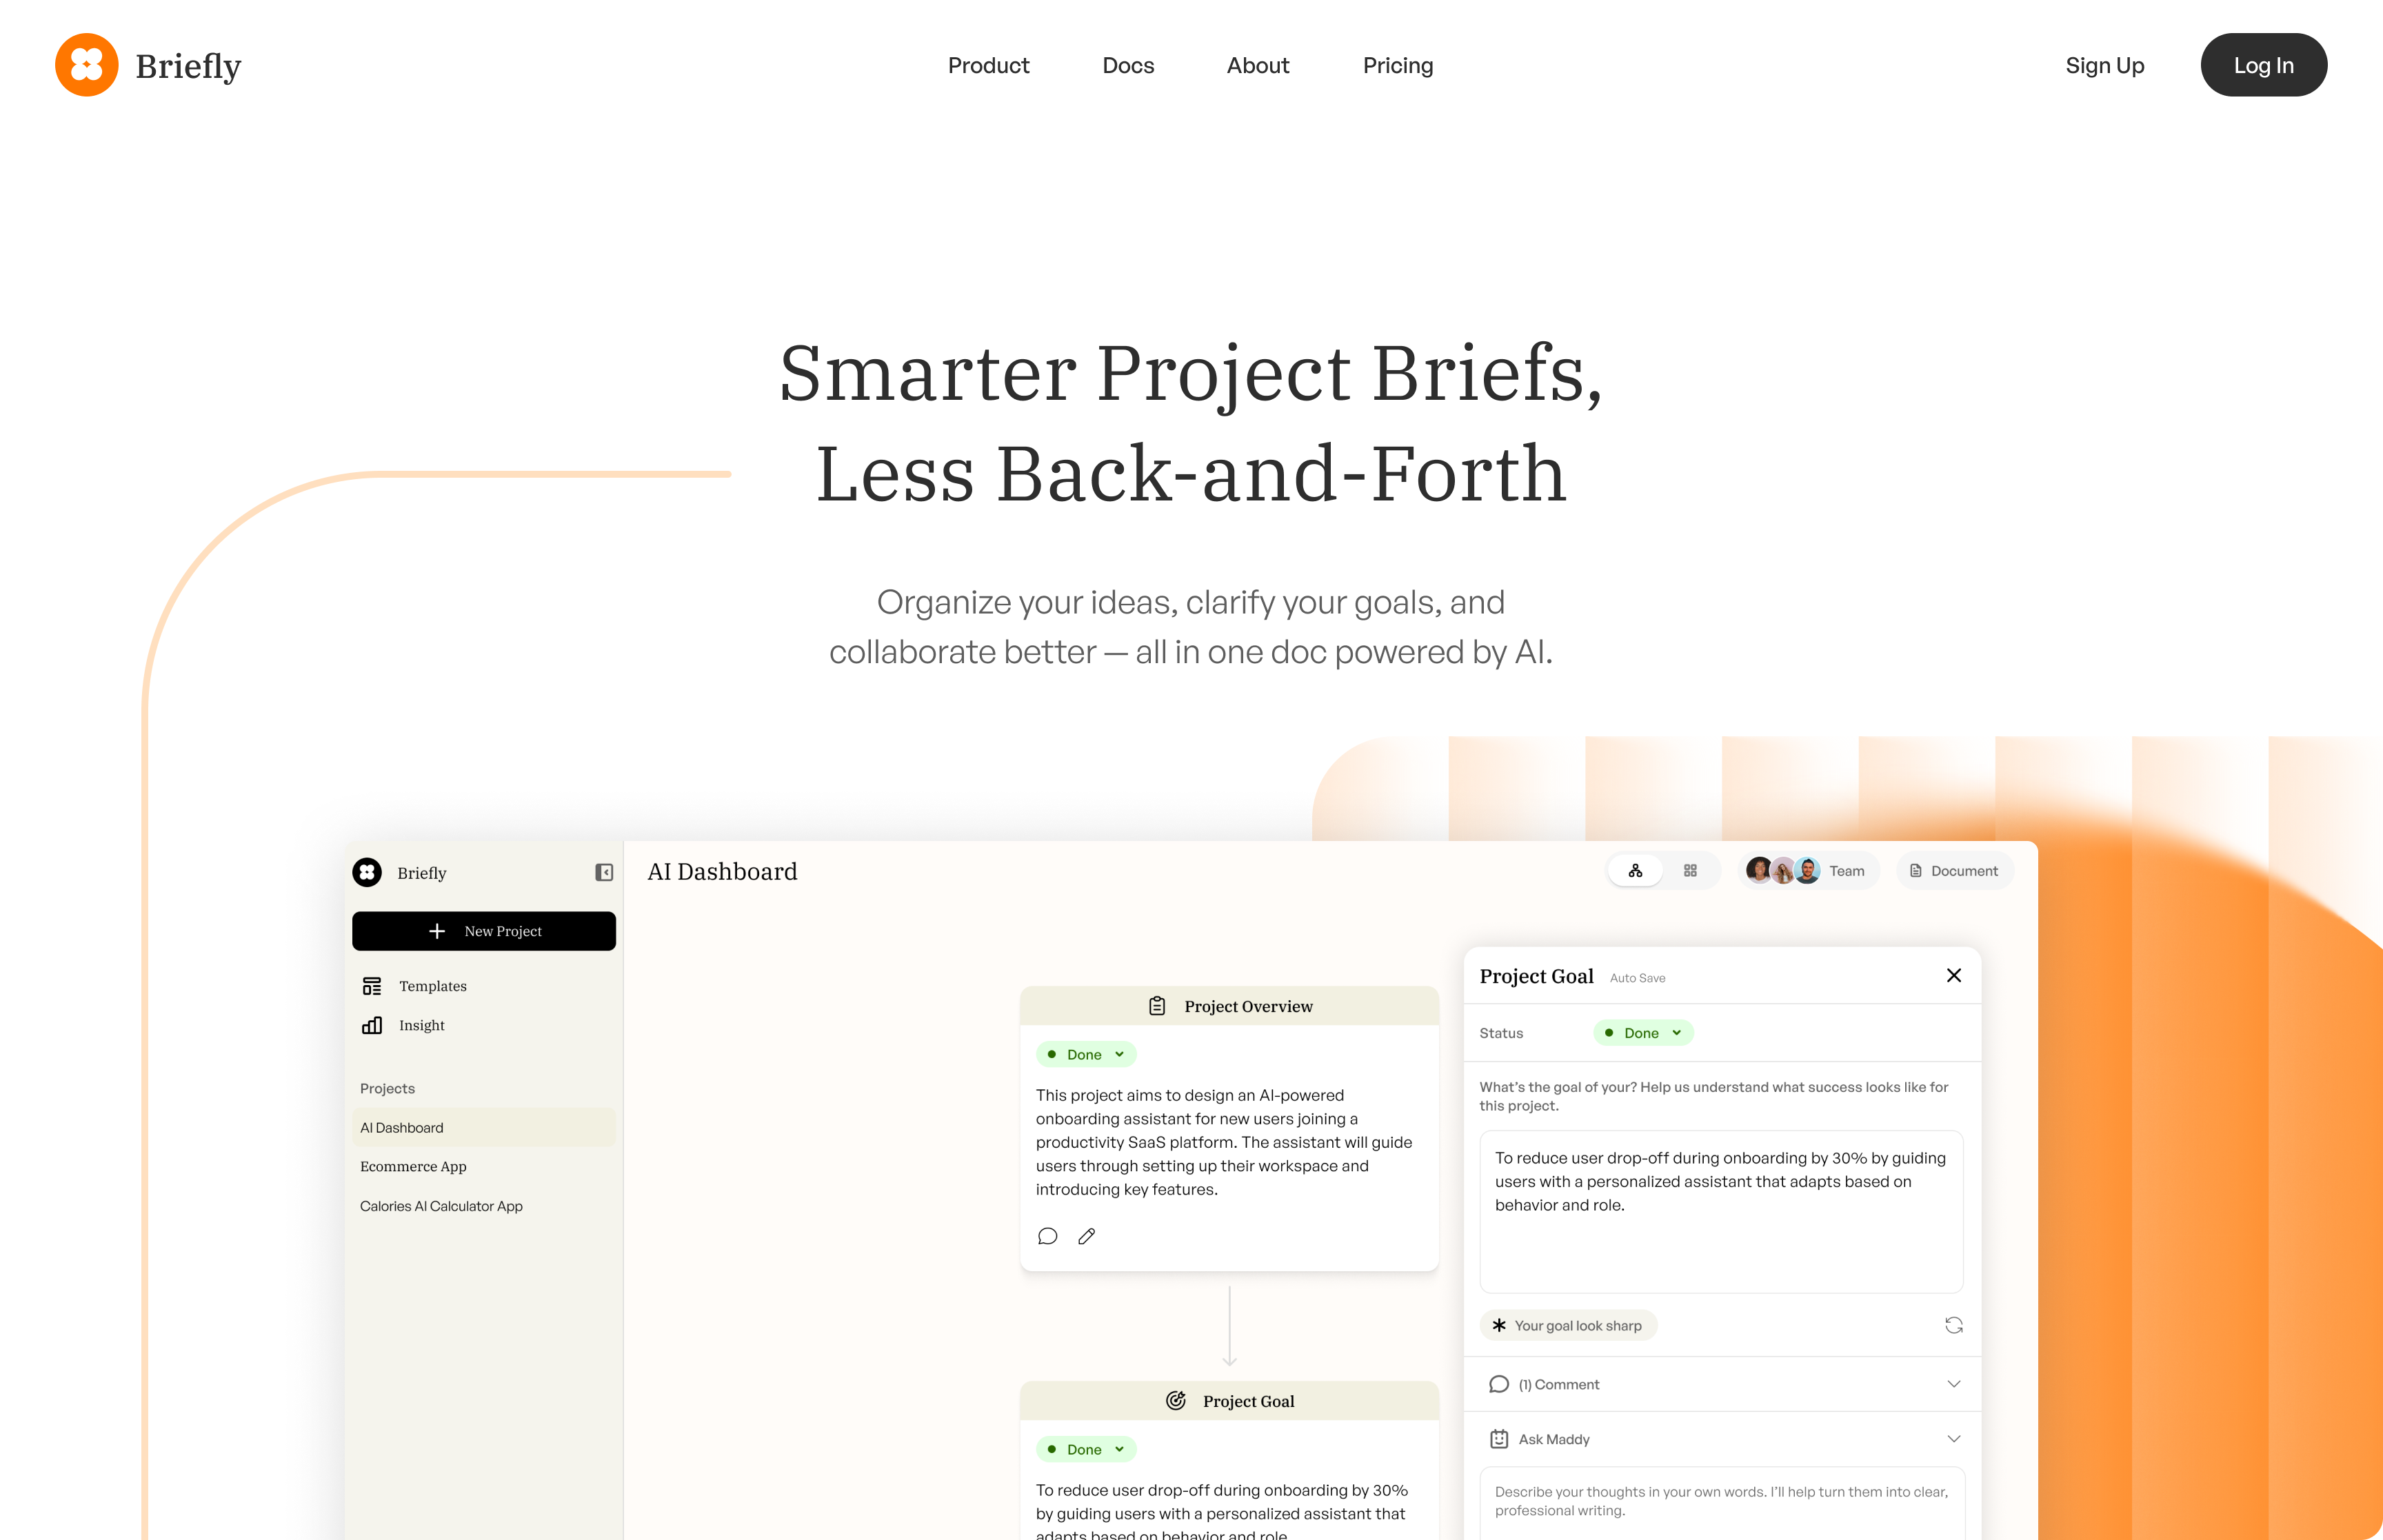 Briefly
Product
Docs
About
Pricing
Sign Up
Log In
Smarter Project Briefs,
Less Back-and-Forth
Organize your ideas, clarify your goals, and
collaborate better — all in one doc powered by AI.
Briefly
New Project
Templates
Insight
Projects
AI Dashboard
Ecommerce App
Calories AI Calculator App
AI Dashboard
Team
Document
Project Overview
Done
This project aims to design an AI-powered
onboarding assistant for new users joining a
productivity SaaS platform. The assistant will guide
users through setting up their workspace and
introducing key features.
Project Goal
Done
To reduce user drop-off during onboarding by 30%
by guiding users with a personalized assistant that
adapts based on behavior and role.
Project Goal
Auto Save
Status
Done
What's the goal of your? Help us understand what success looks like for
this project.
To reduce user drop-off during onboarding by 30% by guiding
users with a personalized assistant that adapts based on
behavior and role.
Your goal look sharp
(1) Comment
Ask Maddy
Describe your thoughts in your own words. I'll help turn them into clear,
professional writing.